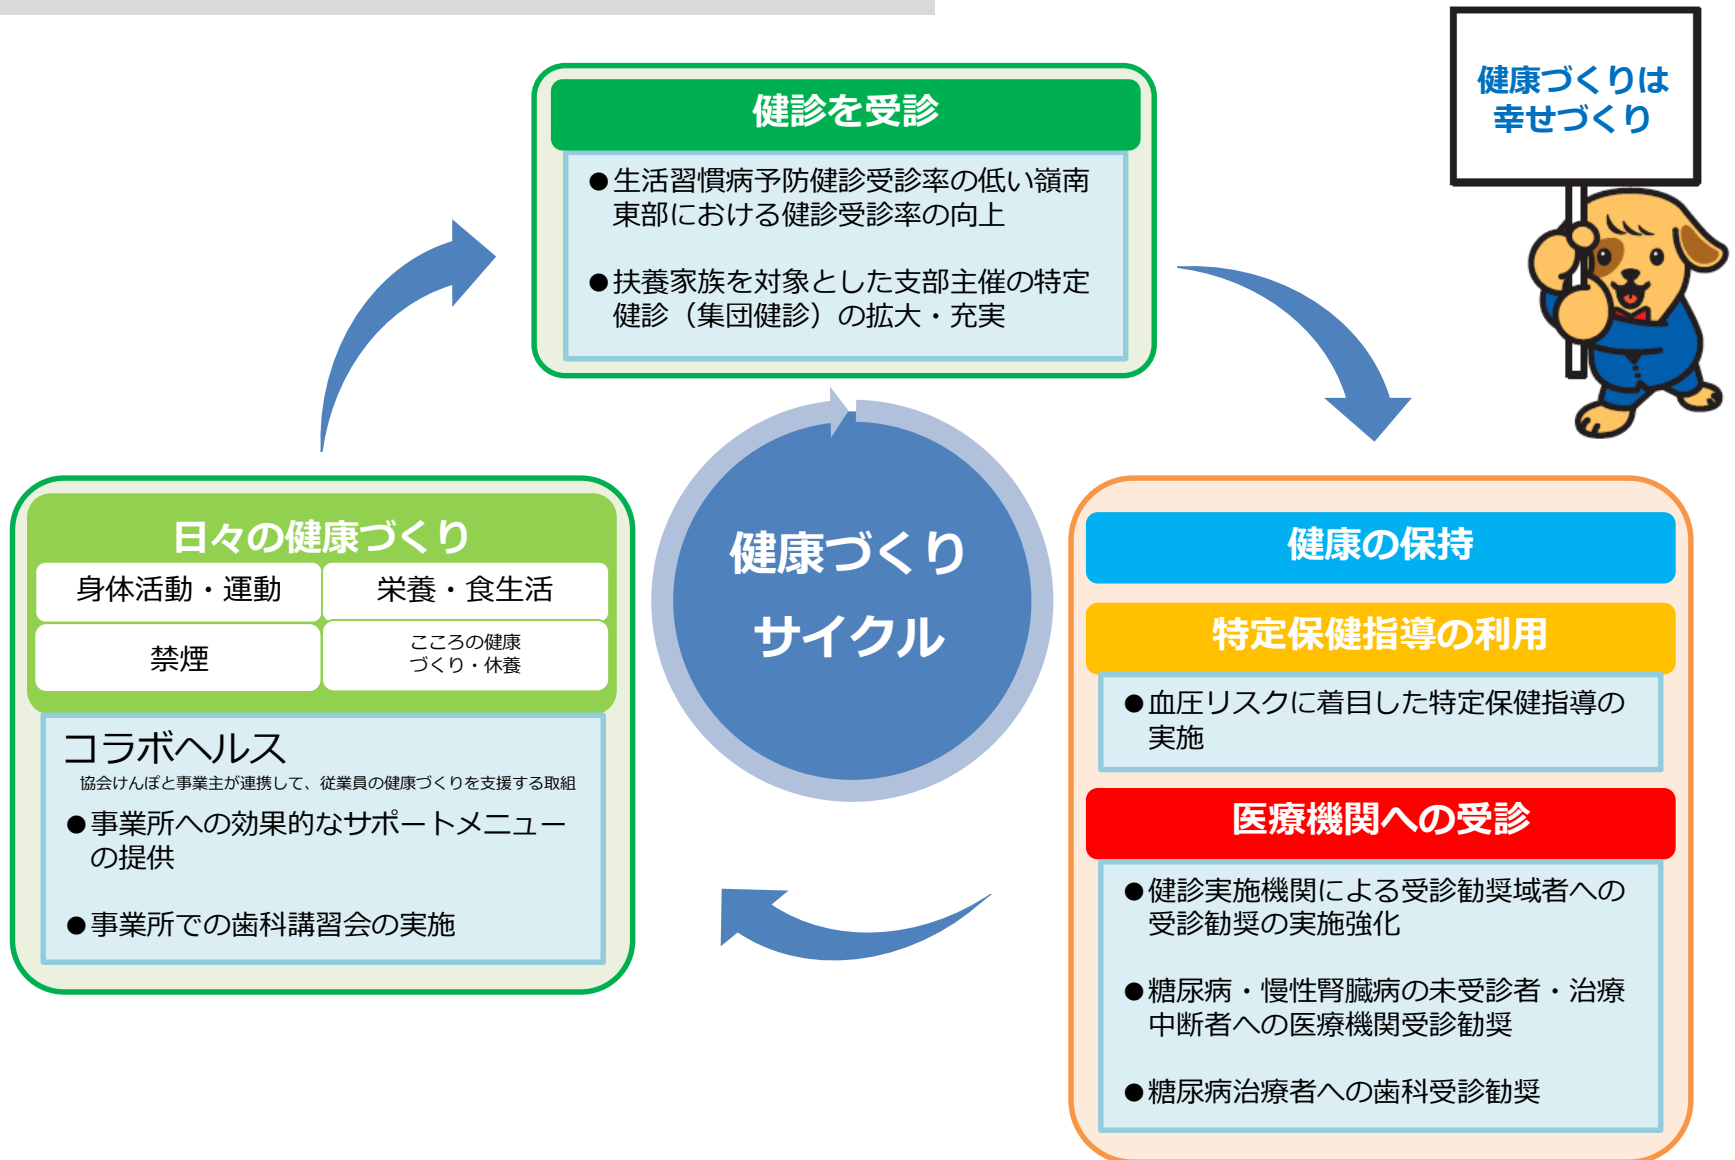 健康づくりは
幸せづくり
健診を受診
●生活習慣病予防健診受診率の低い嶺南
東部における健診受診率の向上
●扶養家族を対象とした支部主催の特定
健診（集団健診）の拡大・充実
健康づくり
サイクル
健康の保持
特定保健指導の利用
●血圧リスクに着目した特定保健指導の
実施
医療機関への受診
●健診実施機関による受診勧奨域者への
受診勧奨の実施強化
●糖尿病・慢性腎臓病の未受診者・治療
中断者への医療機関受診勧奨
●糖尿病治療者への歯科受診勧奨
日々の健康づくり
身体活動・運動
栄養・食生活
禁煙
こころの健康
づくり・休養
コラボヘルス
協会けんぽと事業主が連携して、従業員の健康づくりを支援する取組
●事業所への効果的なサポートメニュー
の提供
●事業所での歯科講習会の実施